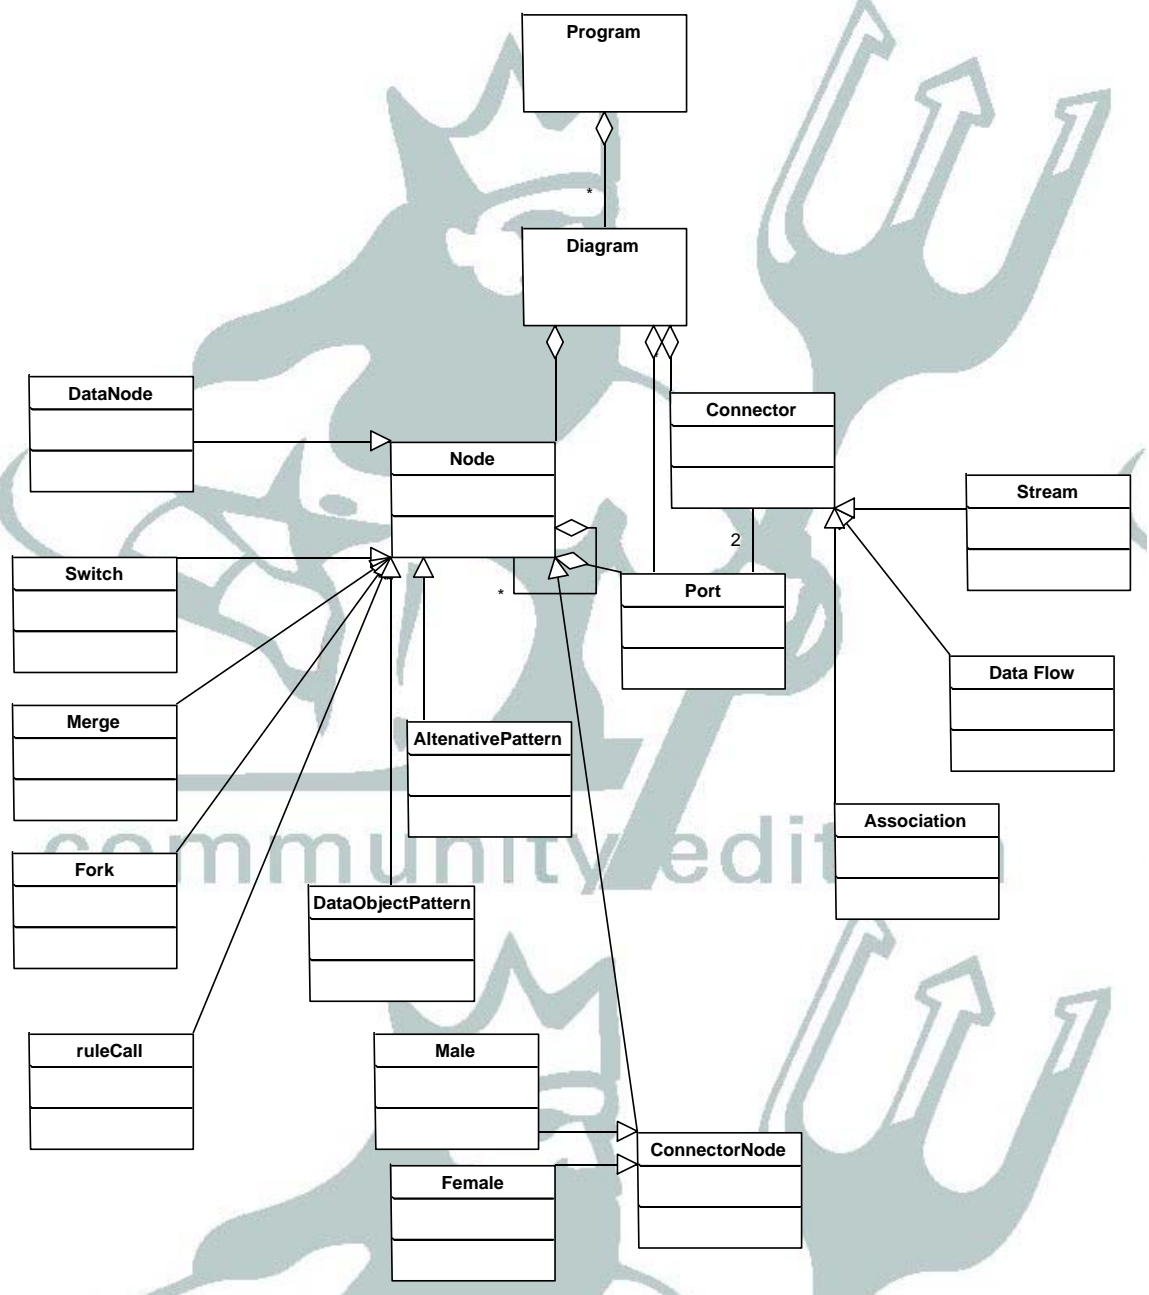 Program
*
Diagram
DataNode
Connector
Node
Stream
2
Switch
*
Port
Data Flow
Merge
AltenativePattern
Association
community edition
Fork
DataObjectPattern
ruleCall
Male
ConnectorNode
Female